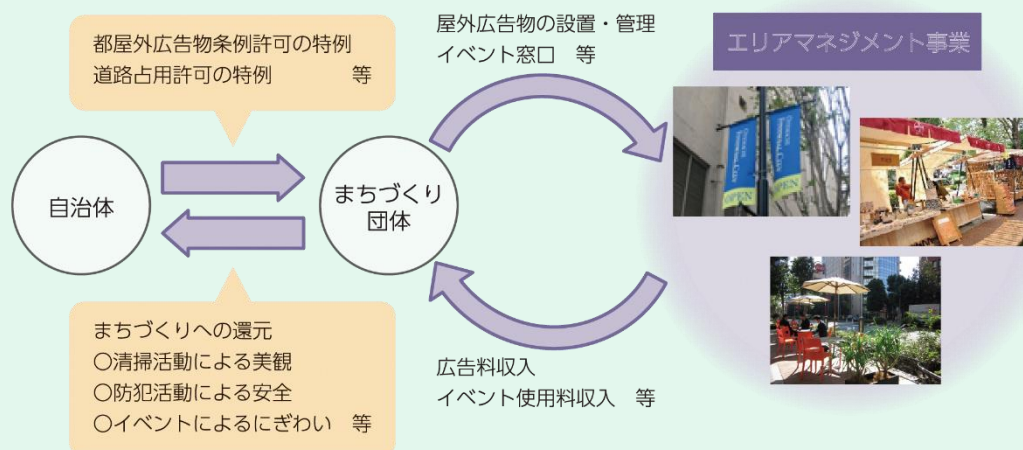 都屋外広告物条例許可の特例
道路占用許可の特例　等
自治体
まちづくり
団体
まちづくりへの還元
○清掃活動による美観
○防犯活動による安全
○イベントによるにぎわい　等
屋外広告物の設置・管理
イベント窓口　等
広告料収入
イベント使用料収入　等
エリアマネジメント事業
OPEN
OPEN